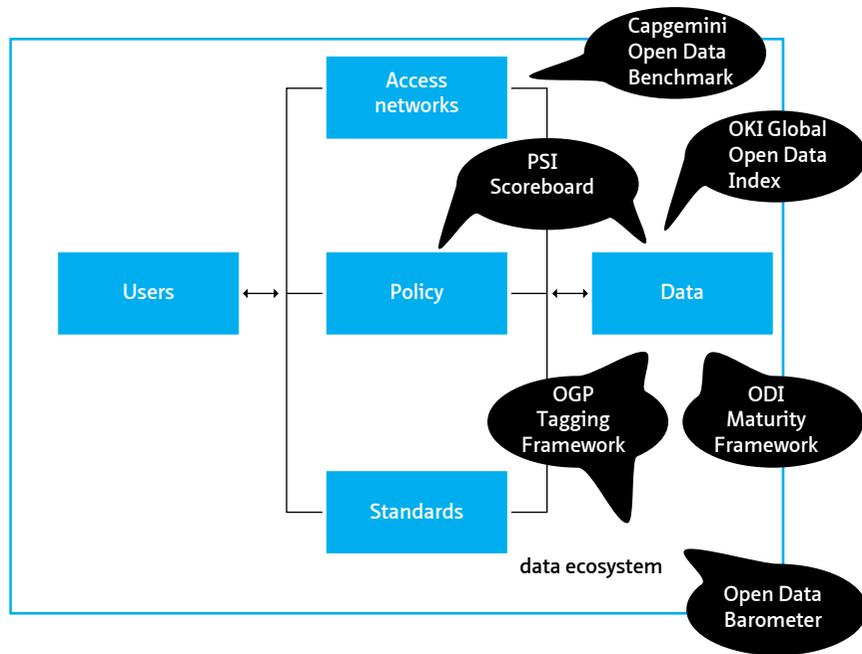 Capgemini
Open Data
Benchmark
Access
networks
OKI Global
Open Data
Index
PSI
Scoreboard
Users
Policy
Data
OGP
Tagging
Framework
ODI
Maturity
Framework
Standards
data ecosystem
Open Data
Barometer